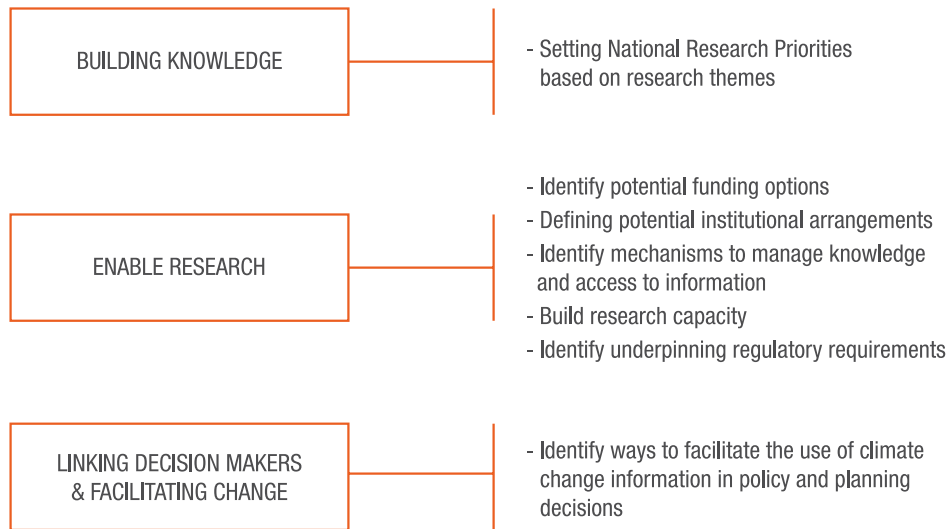 BUILDING KNOWLEDGE
- Setting National Research Priorities
based on research themes
ENABLE RESEARCH
- Identify potential funding options
- Defining potential institutional arrangements
- Identify mechanisms to manage knowledge
and access to information
- Build research capacity
- Identify underpinning regulatory requirements
LINKING DECISION MAKERS
& FACILITATING CHANGE
- Identify ways to facilitate the use of climate
change information in policy and planning
decisions